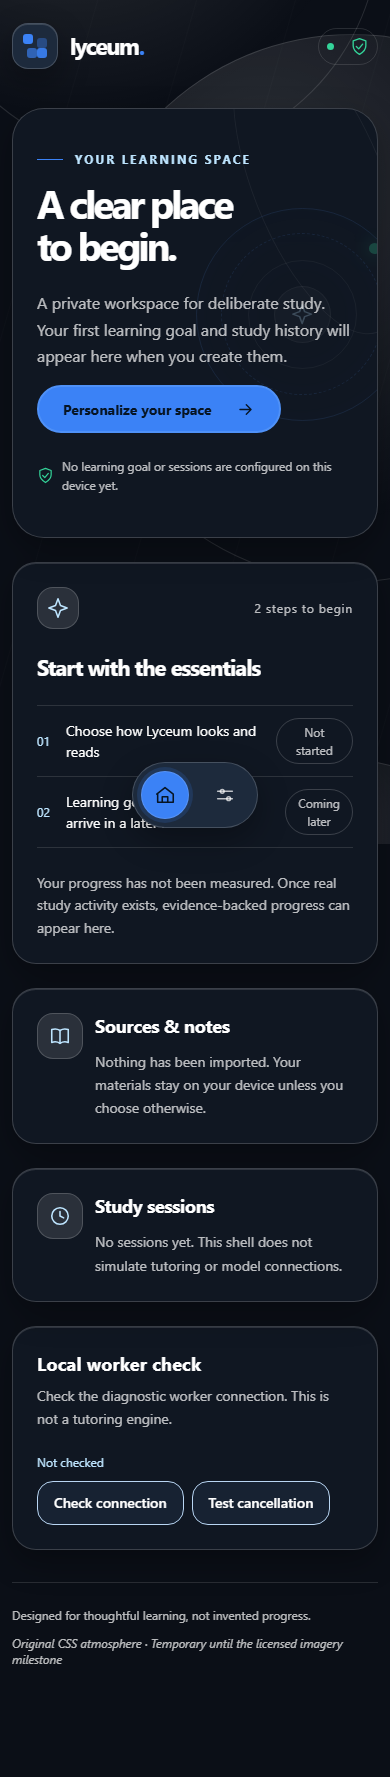 lyceum.
YOUR LEARNING SPACE
A clear place
to begin.
A private workspace for deliberate study.
Your first learning goal and study history will
appear here when you create them.
Personalize your space
No learning goal or sessions are configured on this
device yet.
2 steps to begin
Start with the essentials
01
Choose how Lyceum looks and
reads
Not
started
02
Learning
arrive in a
Coming
later
Your progress has not been measured. Once real
study activity exists, evidence-backed progress can
appear here.
Sources & notes
Nothing has been imported. Your
materials stay on your device unless you
choose otherwise.
Study sessions
No sessions yet. This shell does not
simulate tutoring or model connections.
Local worker check
Check the diagnostic worker connection. This is
not a tutoring engine.
Not checked
Check connection
Test cancellation
Designed for thoughtful learning, not invented progress.
Original CSS atmosphere · Temporary until the licensed imagery
milestone